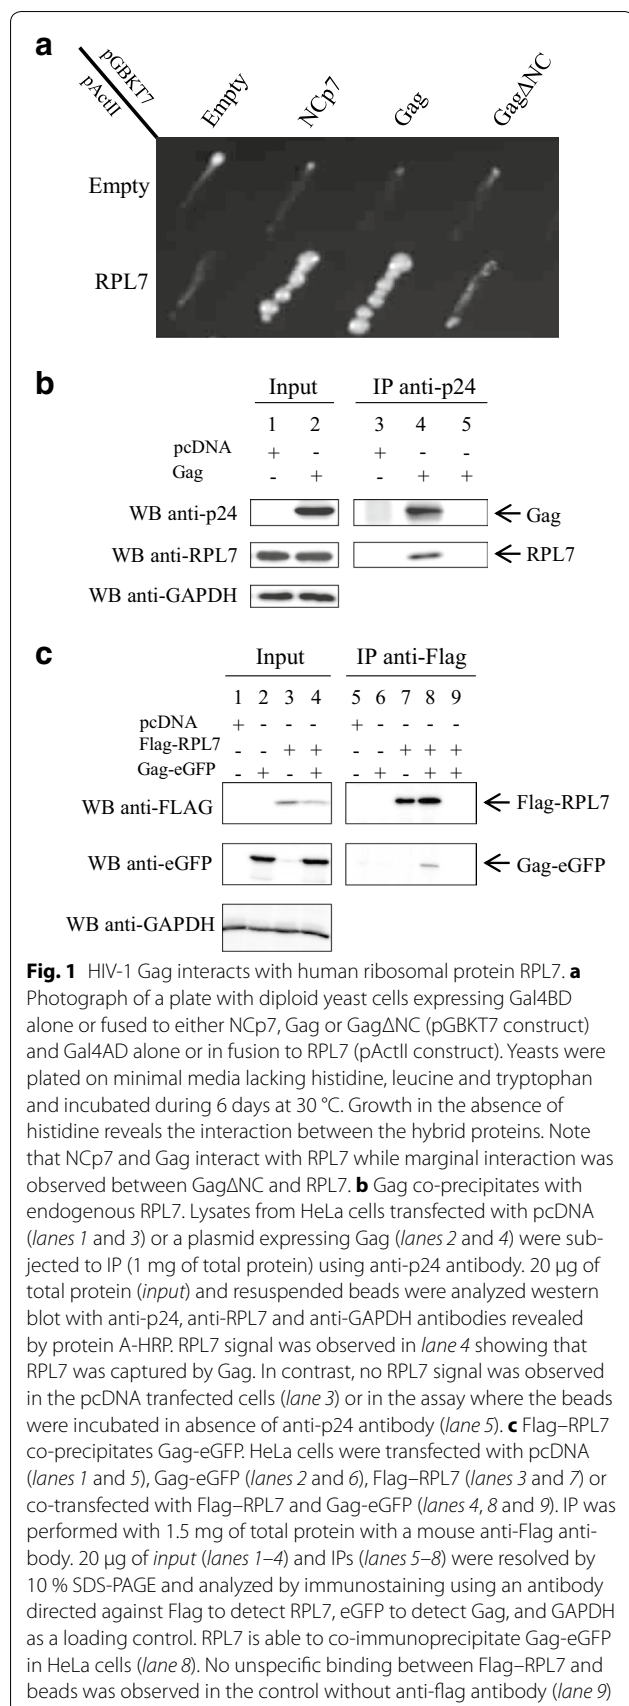 a
pGBKT7
pActII
Empty NCp7 Gag GagΔNC
Empty
RPL7
b
Input IP anti-p24
1 2 3 4 5
pcDNA + - + - -
Gag - + - + +
WB anti-p24 Gag
WB anti-RPL7 RPL7
WB anti-GAPDH
c
Input IP anti-Flag
1 2 3 4 5 6 7 8 9
pcDNA + - - - + - - - -
Flag-RPL7 - - + + - - + + +
Gag-eGFP - + - + - + - + +
WB anti-FLAG Flag-RPL7
WB anti-eGFP Gag-eGFP
WB anti-GAPDH
Fig. 1 HIV-1 Gag interacts with human ribosomal protein RPL7. a
Photograph of a plate with diploid yeast cells expressing Gal4BD
alone or fused to either NCp7, Gag or GagΔNC (pGBKT7 construct)
and Gal4AD alone or in fusion to RPL7 (pActII construct). Yeasts were
plated on minimal media lacking histidine, leucine and tryptophan
and incubated during 6 days at 30 °C. Growth in the absence of
histidine reveals the interaction between the hybrid proteins. Note
that NCp7 and Gag interact with RPL7 while marginal interaction was
observed between GagΔNC and RPL7. b Gag co-precipitates with
endogenous RPL7. Lysates from HeLa cells transfected with pcDNA
(lanes 1 and 3) or a plasmid expressing Gag (lanes 2 and 4) were sub-
jected to IP (1 mg of total protein) using anti-p24 antibody. 20 µg of
total protein (input) and resuspended beads were analyzed western
blot with anti-p24, anti-RPL7 and anti-GAPDH antibodies revealed
by protein A-HRP. RPL7 signal was observed in lane 4 showing that
RPL7 was captured by Gag. In contrast, no RPL7 signal was observed
in the pcDNA tranfected cells (lane 3) or in the assay where the beads
were incubated in absence of anti-p24 antibody (lane 5). c Flag–RPL7
co-precipitates Gag-eGFP. HeLa cells were transfected with pcDNA
(lanes 1 and 5), Gag-eGFP (lanes 2 and 6), Flag–RPL7 (lanes 3 and 7) or
co-transfected with Flag–RPL7 and Gag-eGFP (lanes 4, 8 and 9). IP was
performed with 1.5 mg of total protein with a mouse anti-Flag anti-
body. 20 µg of input (lanes 1–4) and IPs (lanes 5–8) were resolved by
10 % SDS-PAGE and analyzed by immunostaining using an antibody
directed against Flag to detect RPL7, eGFP to detect Gag, and GAPDH
as a loading control. RPL7 is able to co-immunoprecipitate Gag-eGFP
in HeLa cells (lane 8). No unspecific binding between Flag–RPL7 and
beads was observed in the control without anti-flag antibody (lane 9)